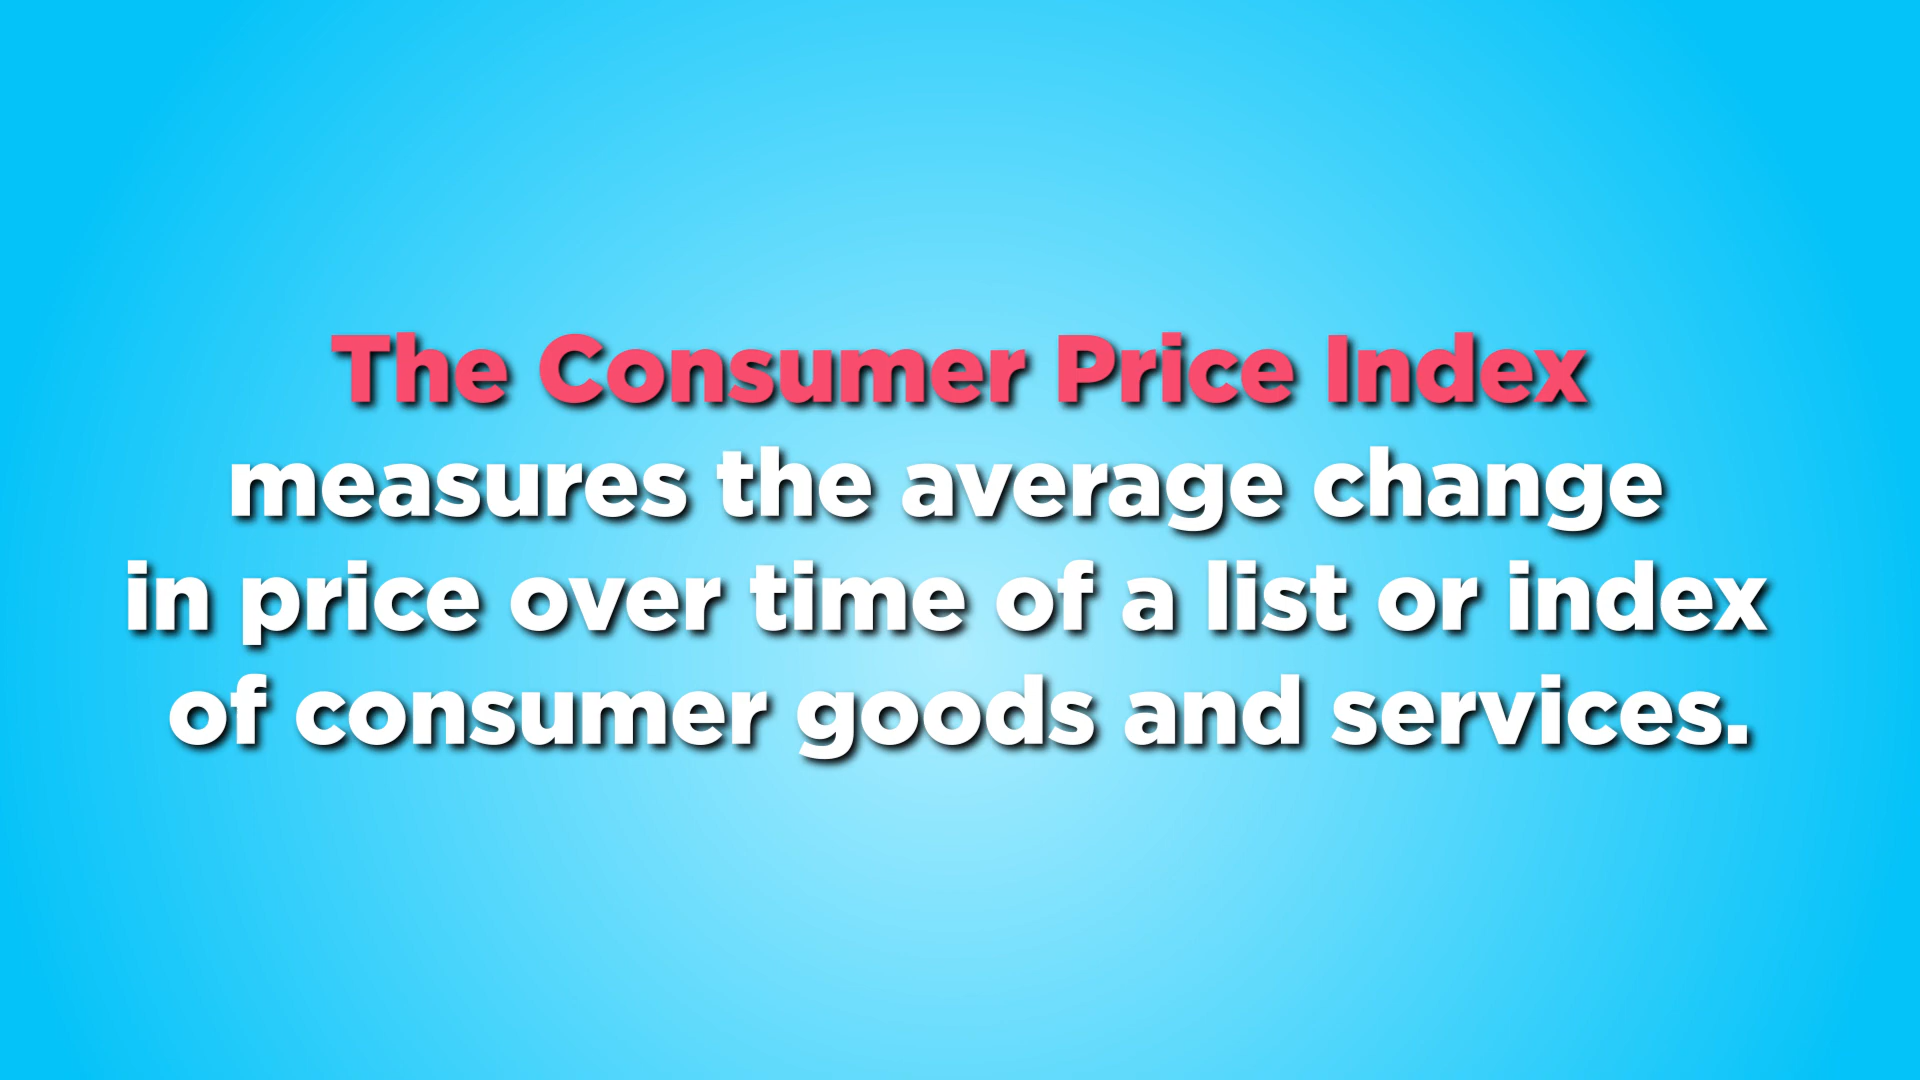 The Consumer Price Index
measures the average change
in price over time of a list or index
of consumer goods and services.